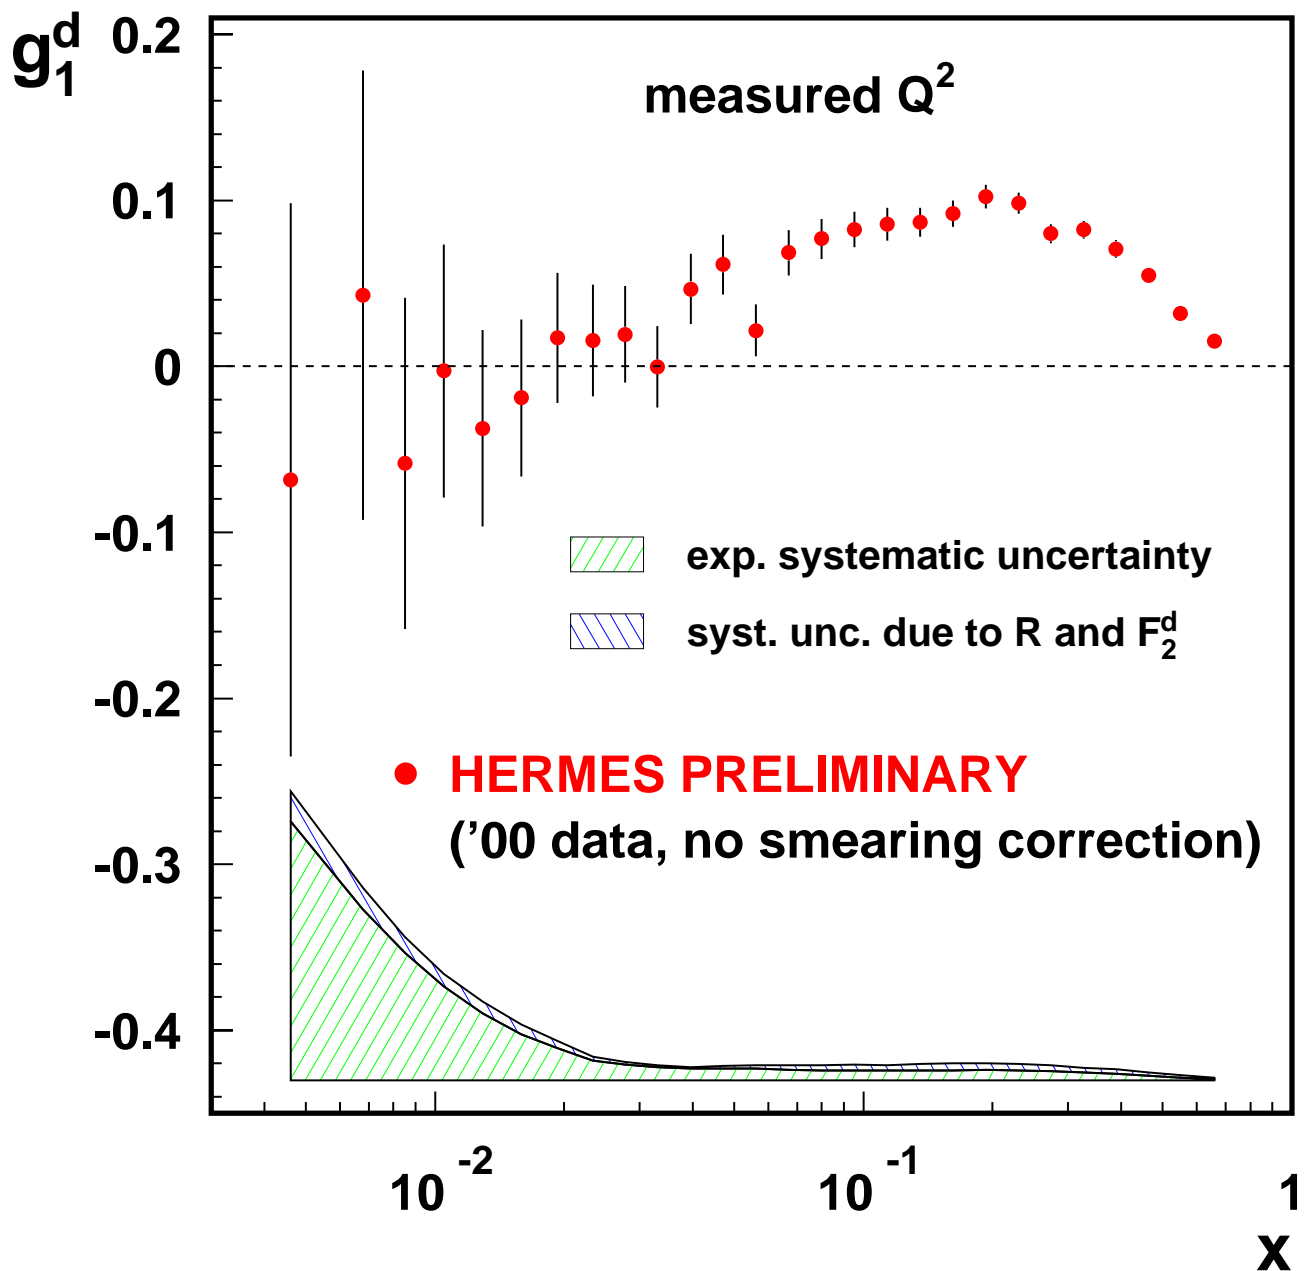 g₁ᵈ
0.2
0.1
0
-0.1
-0.2
-0.3
-0.4
measured Q²
exp. systematic uncertainty
syst. unc. due to R and F₂ᵈ
HERMES PRELIMINARY
(’00 data, no smearing correction)
10⁻² 10⁻¹ 1
x